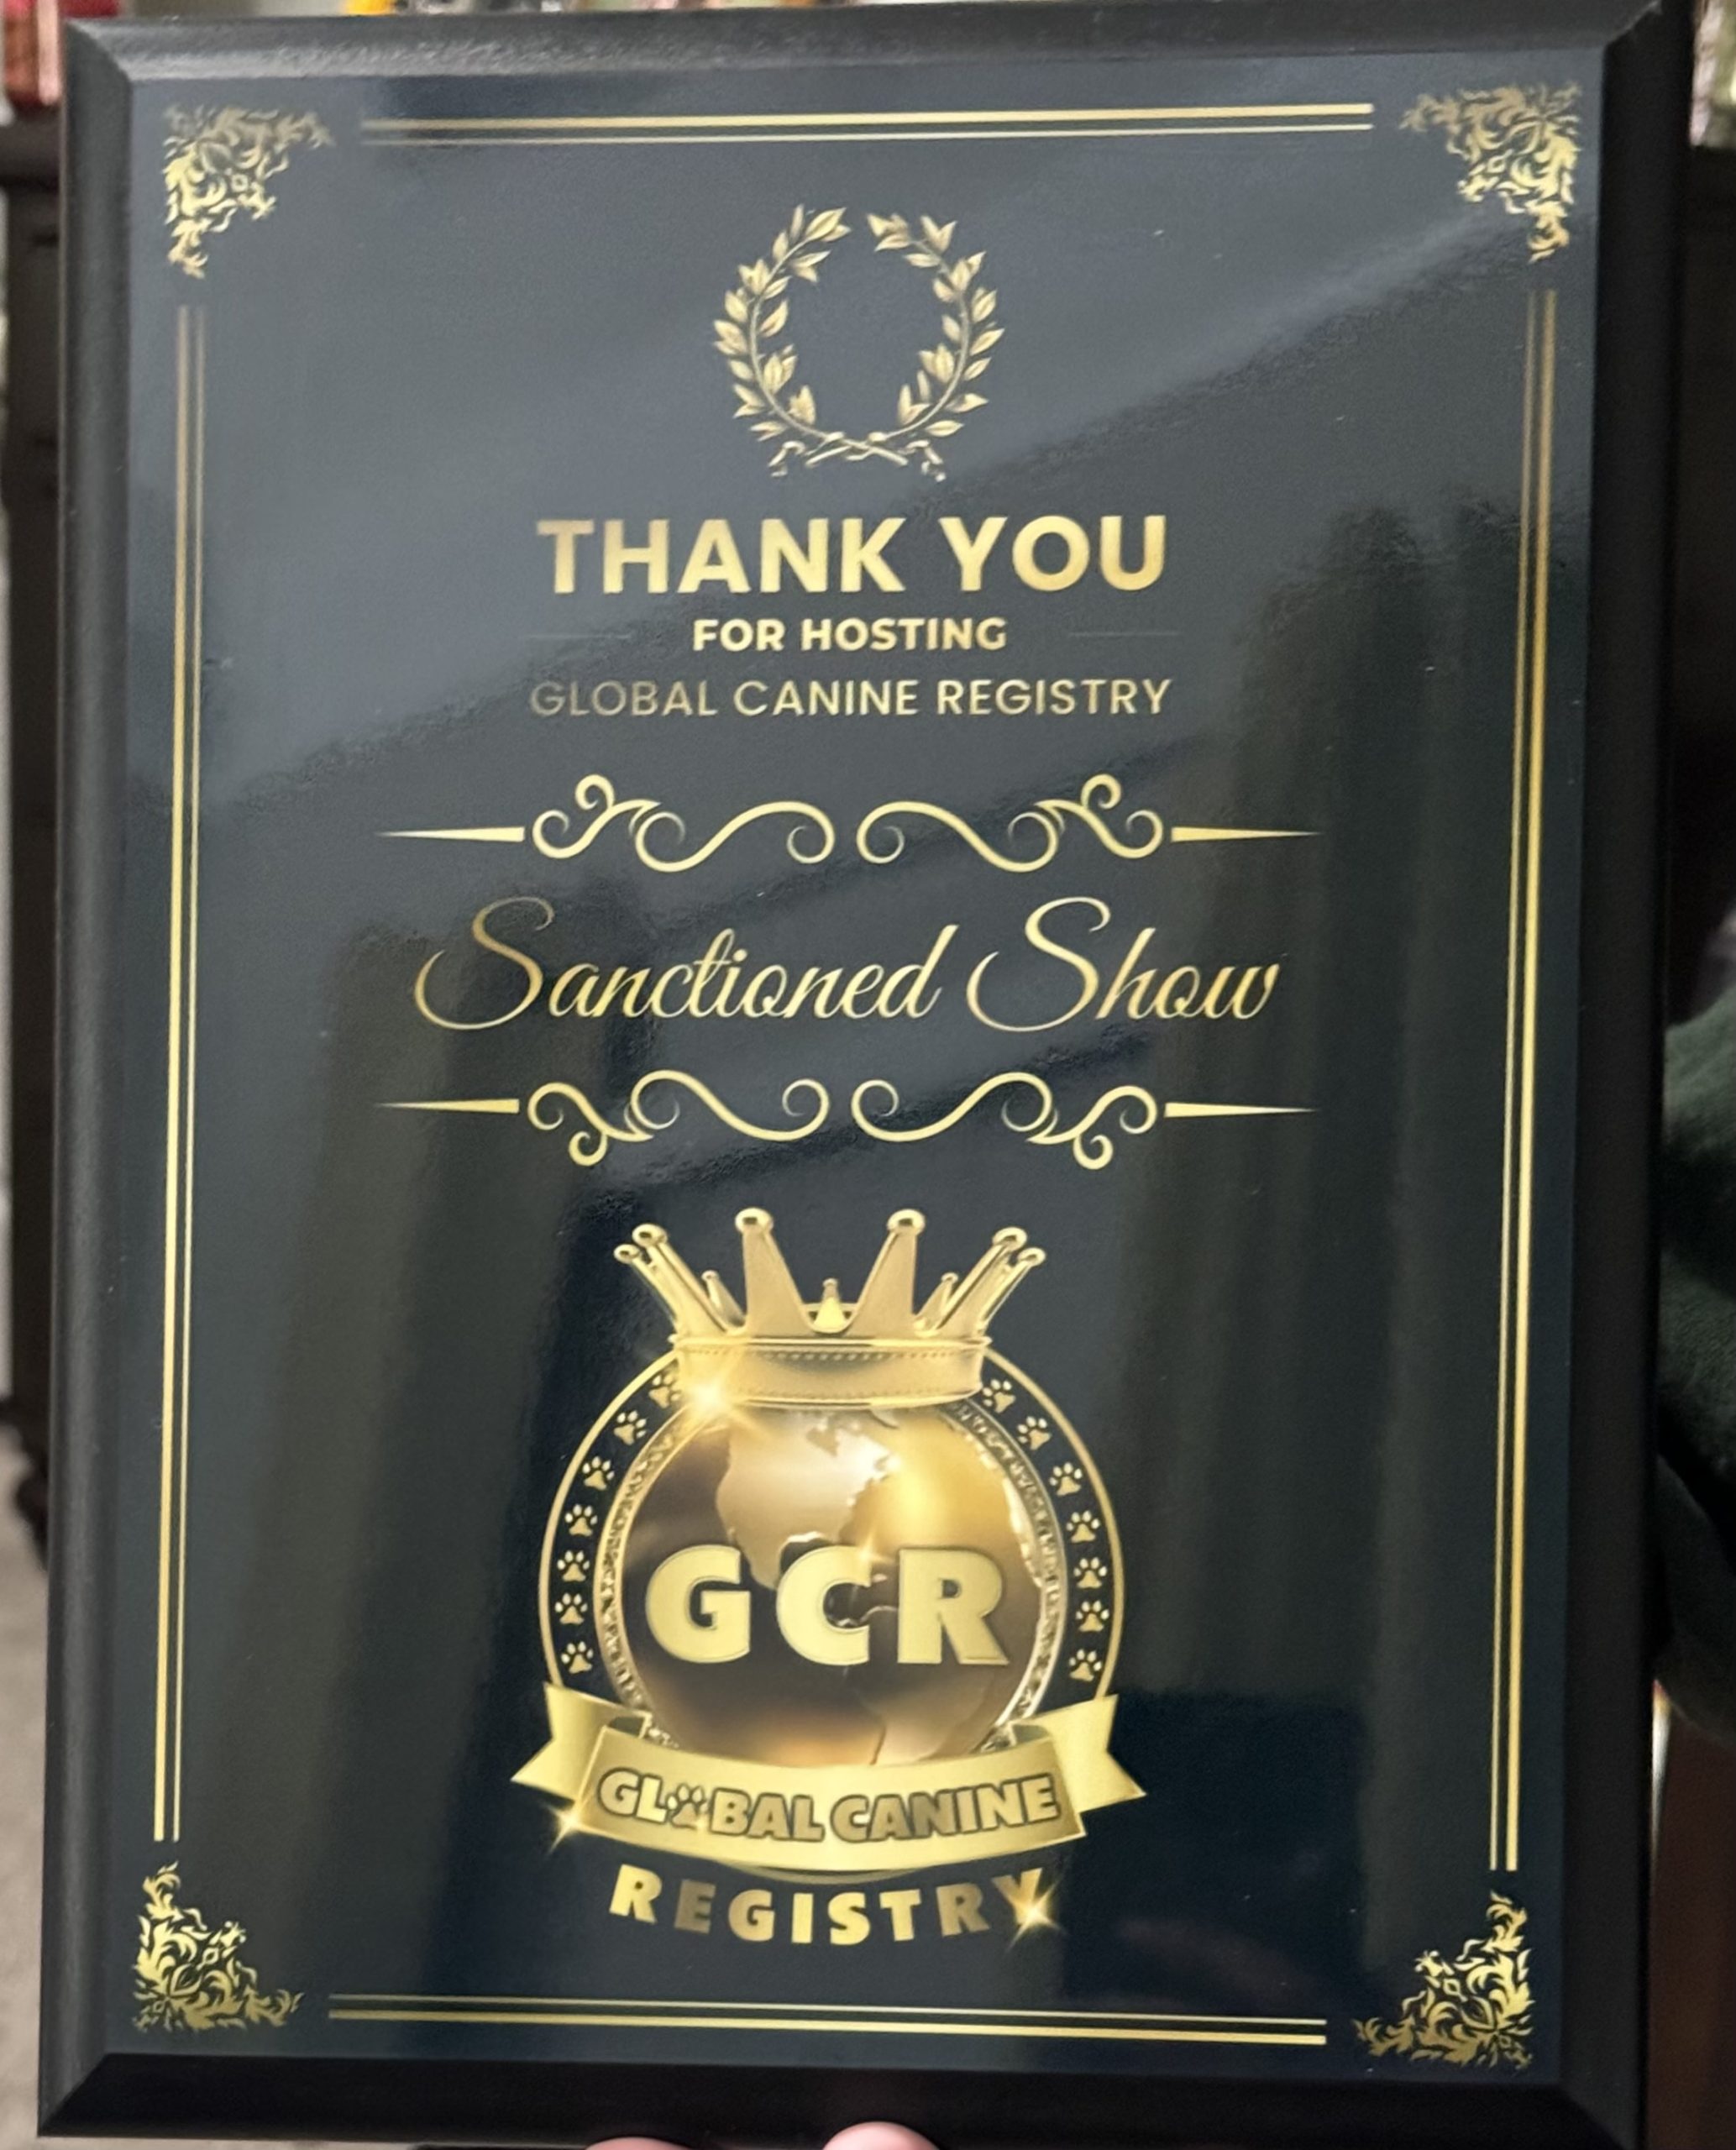 THANK YOU
FOR HOSTING
GLOBAL CANINE REGISTRY
Sanctioned Show
GCR
GLOBAL CANINE
REGISTRY